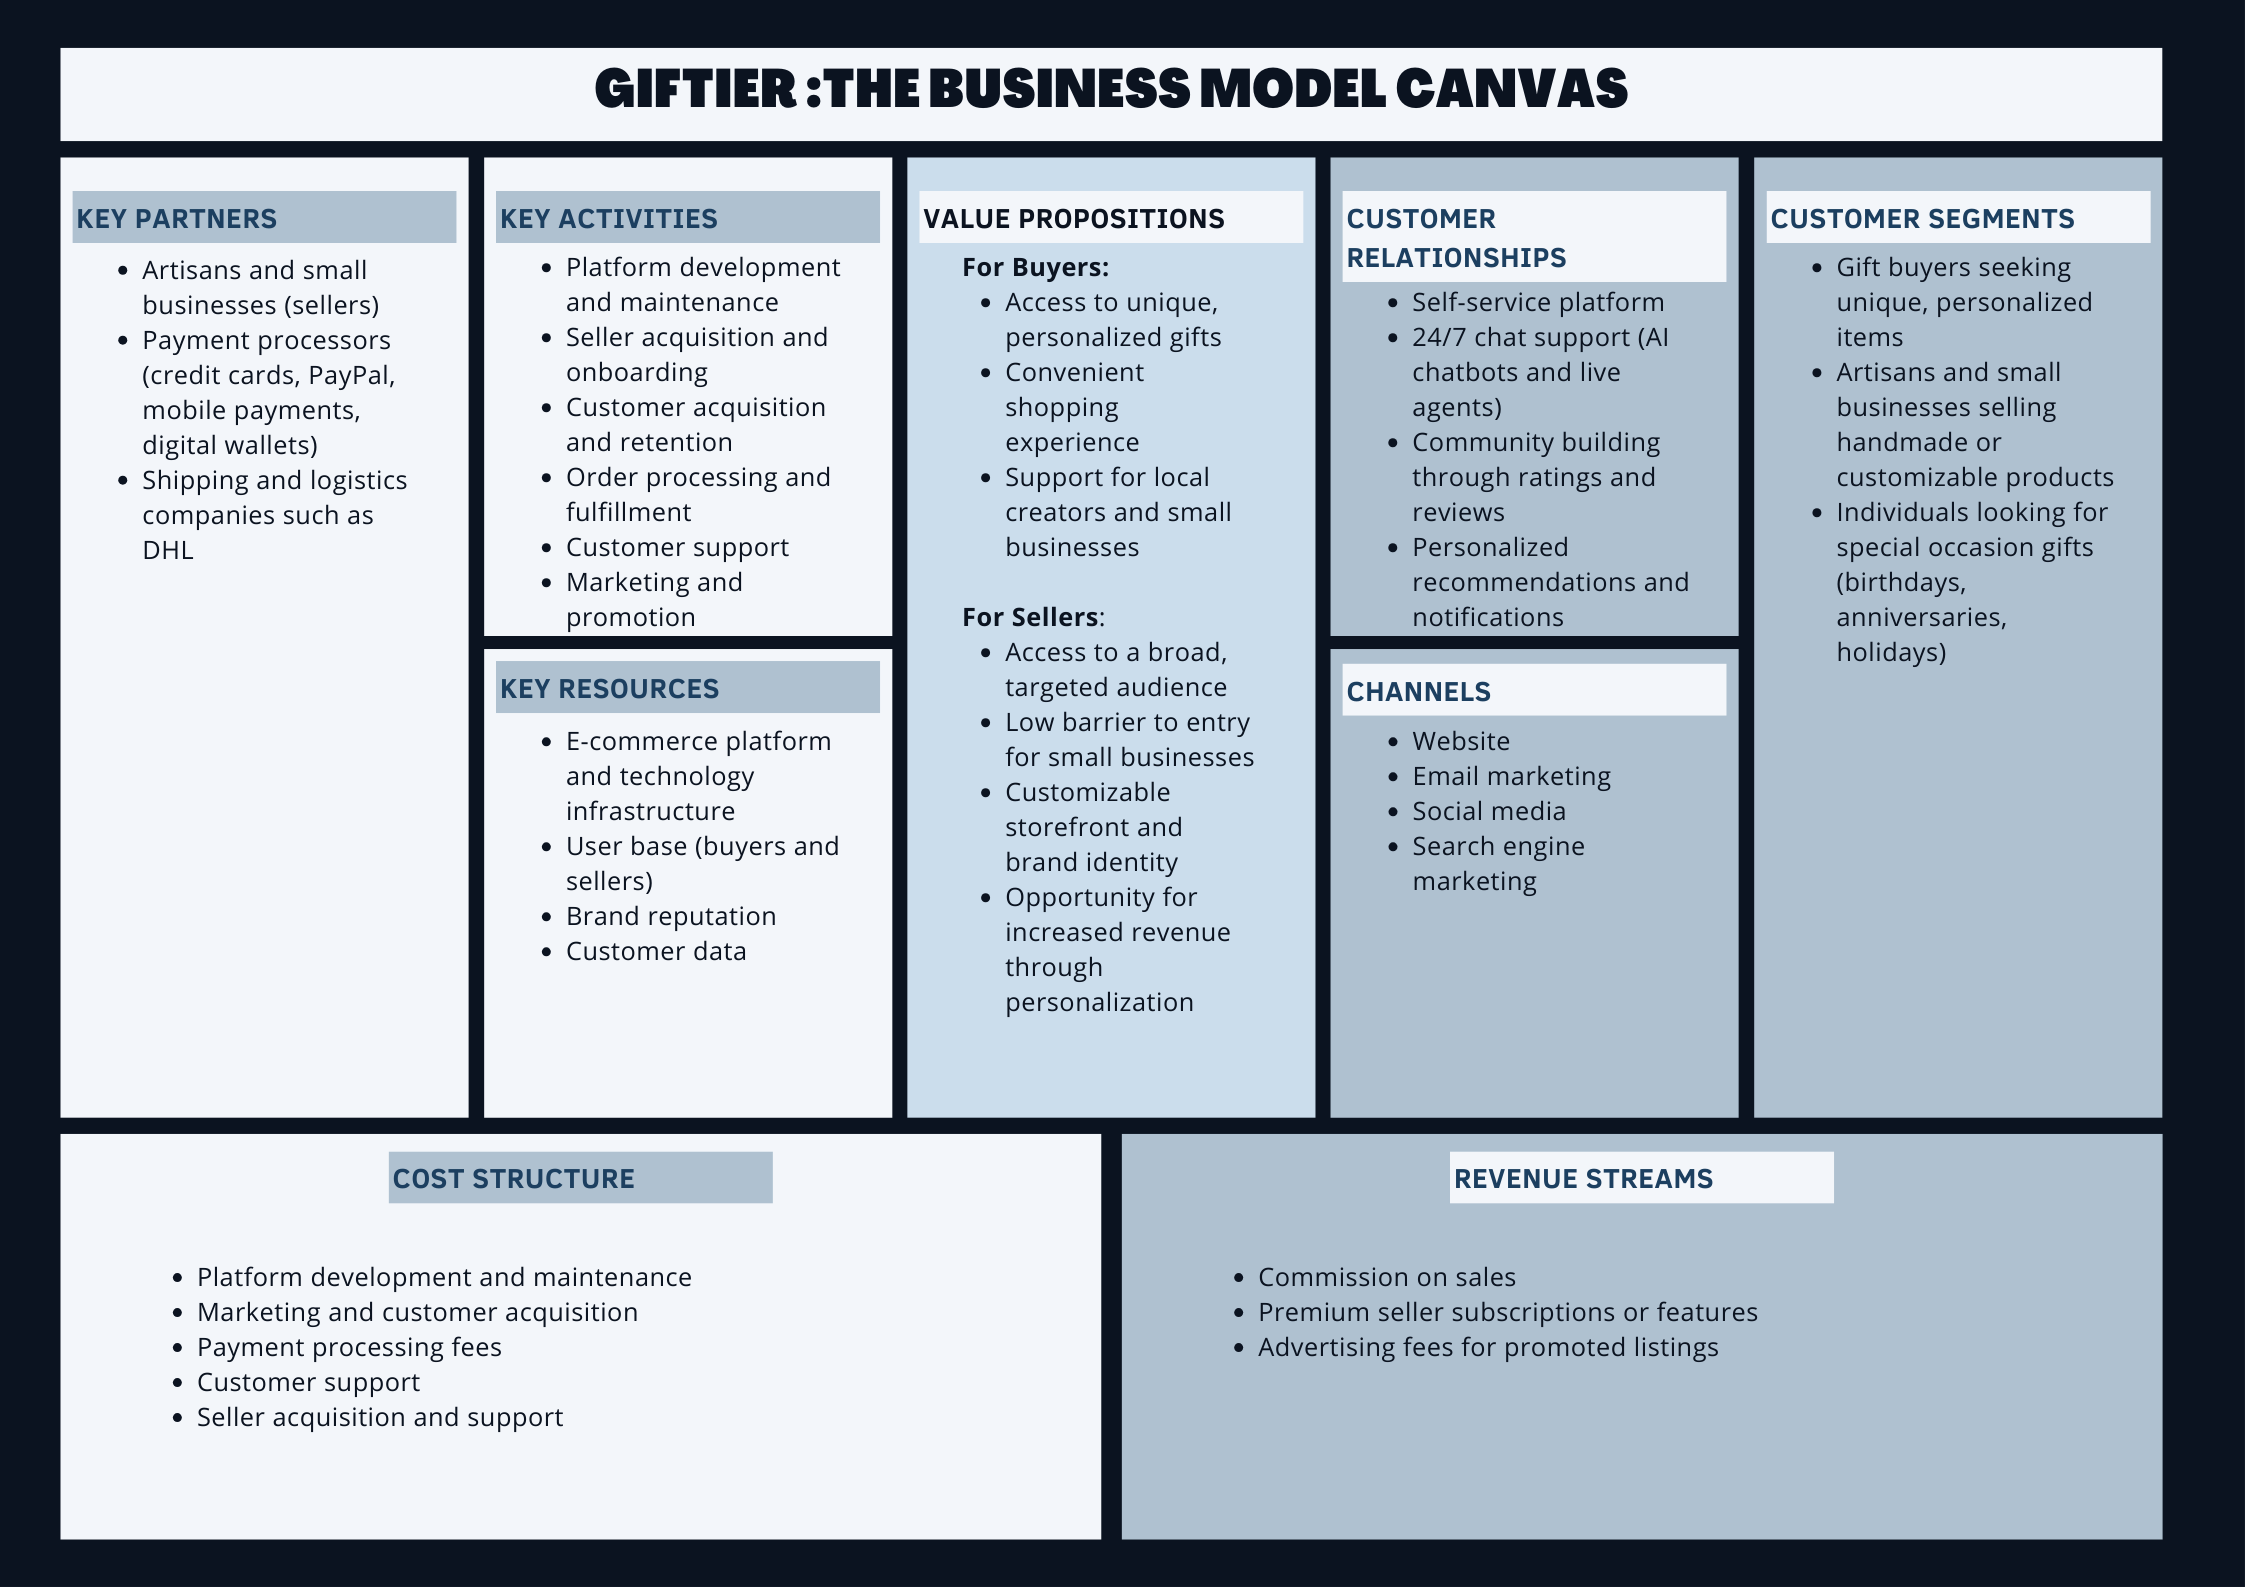 GIFTIER :THE BUSINESS MODEL CANVAS
KEY PARTNERS
• Artisans and small
businesses (sellers)
• Payment processors
(credit cards, PayPal,
mobile payments,
digital wallets)
• Shipping and logistics
companies such as
DHL
KEY ACTIVITIES
• Platform development
and maintenance
• Seller acquisition and
onboarding
• Customer acquisition
and retention
• Order processing and
fulfillment
• Customer support
• Marketing and
promotion
KEY RESOURCES
• E-commerce platform
and technology
infrastructure
• User base (buyers and
sellers)
• Brand reputation
• Customer data
VALUE PROPOSITIONS
For Buyers:
• Access to unique,
personalized gifts
• Convenient
shopping
experience
• Support for local
creators and small
businesses
For Sellers:
• Access to a broad,
targeted audience
• Low barrier to entry
for small businesses
• Customizable
storefront and
brand identity
• Opportunity for
increased revenue
through
personalization
CUSTOMER
RELATIONSHIPS
• Self-service platform
• 24/7 chat support (AI
chatbots and live
agents)
• Community building
through ratings and
reviews
• Personalized
recommendations and
notifications
CHANNELS
• Website
• Email marketing
• Social media
• Search engine
marketing
CUSTOMER SEGMENTS
• Gift buyers seeking
unique, personalized
items
• Artisans and small
businesses selling
handmade or
customizable products
• Individuals looking for
special occasion gifts
(birthdays,
anniversaries,
holidays)
COST STRUCTURE
• Platform development and maintenance
• Marketing and customer acquisition
• Payment processing fees
• Customer support
• Seller acquisition and support
REVENUE STREAMS
• Commission on sales
• Premium seller subscriptions or features
• Advertising fees for promoted listings